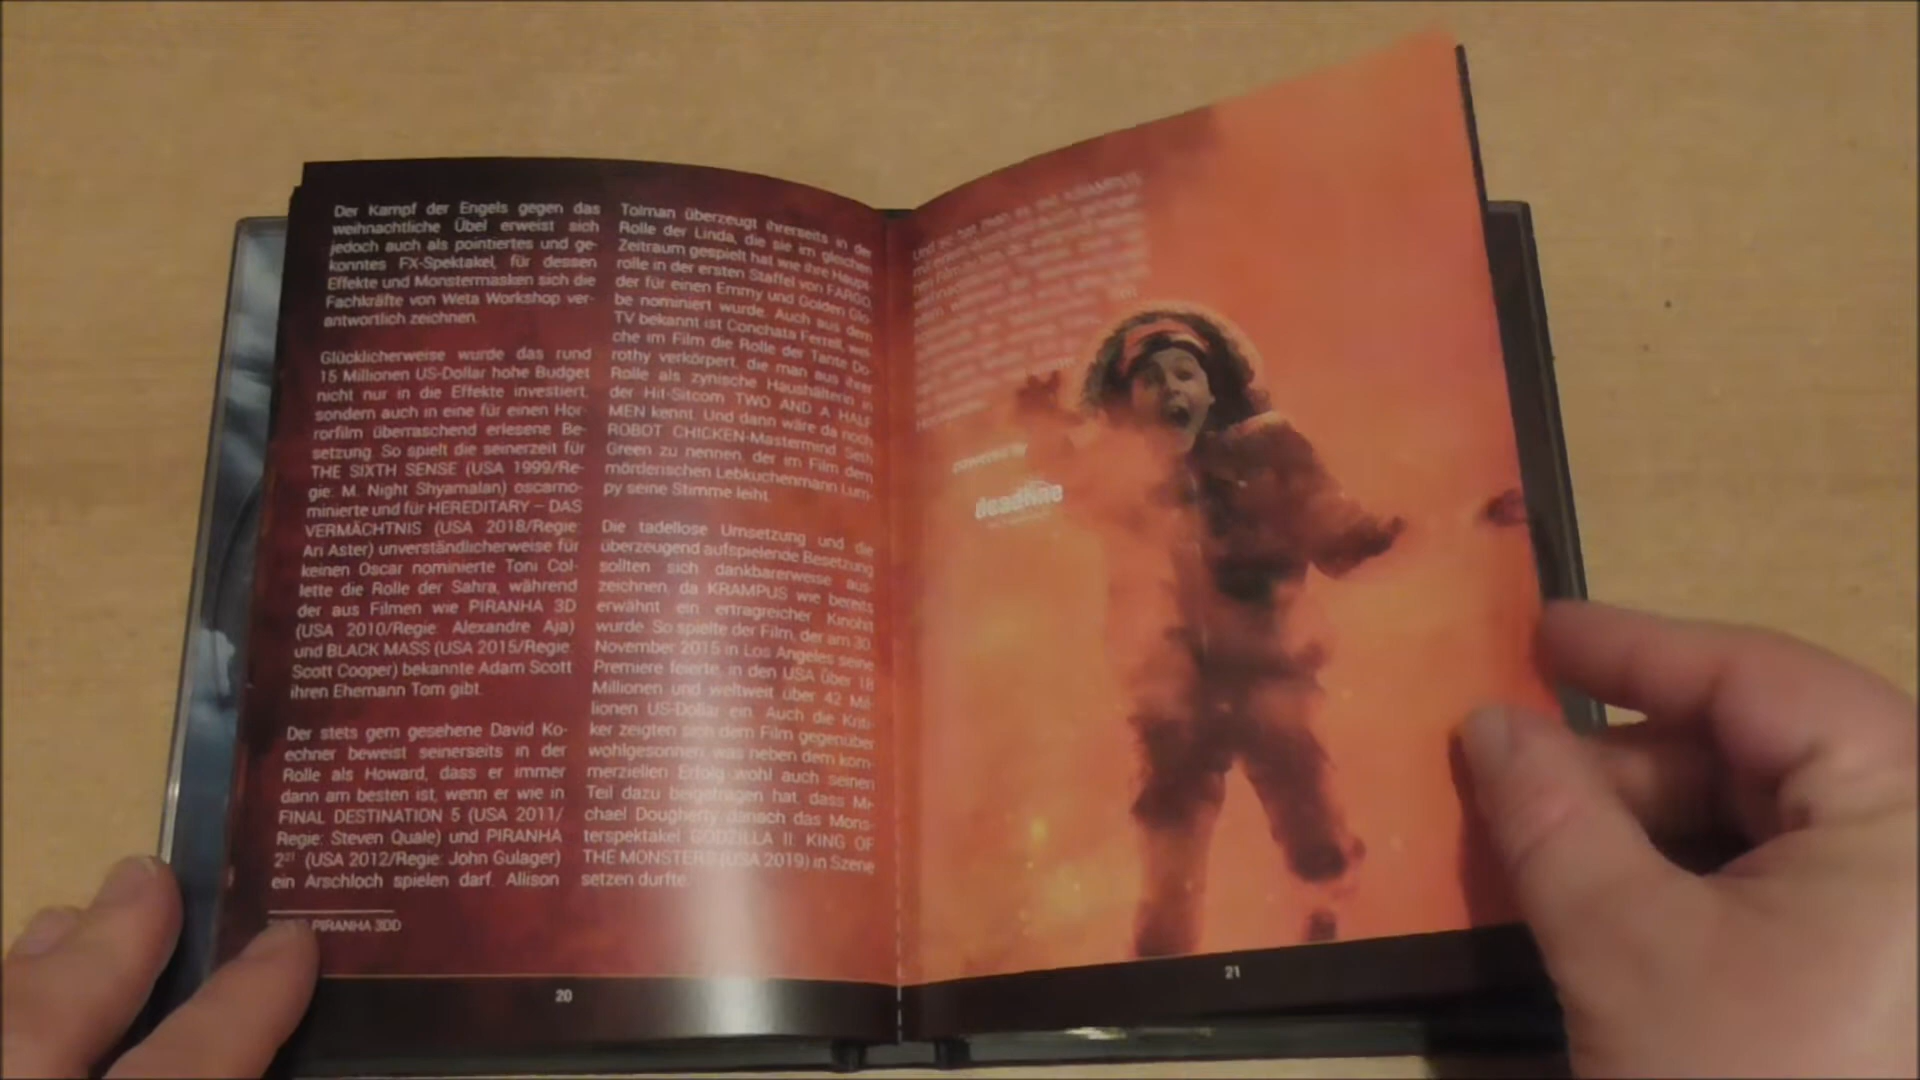 Der Kampf der Engels gegen das
weihnachtliche Übel erweist sich
jedoch auch als pointiertes und ge-
konntes FX-Spektakel, für dessen
Effekte und Monstermasken sich die
Fachkräfte von Weta Workshop ver-
antwortlich zeichnen.
Glücklicherweise wurde das rund
15 Millionen US-Dollar hohe Budget
nicht nur in die Effekte investiert,
sondern auch in eine für einen Hor-
rorfilm überraschend erlesene Be-
setzung. So spielt die seinerzeit für
THE SIXTH SENSE (USA 1999/Re-
gie: M. Night Shyamalan) oscarno-
minierte und für HEREDITARY – DAS
VERMÄCHTNIS (USA 2018/Regie:
Ari Aster) unverständlicherweise für
keinen Oscar nominierte Toni Col-
lette die Rolle der Sahra, während
der aus Filmen wie PIRANHA 3D
(USA 2010/Regie: Alexandre Aja)
und BLACK MASS (USA 2015/Regie:
Scott Cooper) bekannte Adam Scott
ihren Ehemann Tom gibt.
Der stets gern gesehene David Ko-
echner beweist seinerseits in der
Rolle als Howard, dass er immer
dann am besten ist, wenn er wie in
FINAL DESTINATION 5 (USA 2011/
Regie: Steven Quale) und PIRANHA
2 (USA 2012/Regie: John Gulager)
ein Arschloch spielen darf. Allison
PIRANHA 3DD
20
Tolman überzeugt ihrerseits in der
Rolle der Linda, die sie im gleichen
Zeitraum gespielt hat wie ihre Haupt-
rolle in der ersten Staffel von FARGO,
der für einen Emmy und Golden Glo-
be nominiert wurde. Auch aus dem
TV bekannt ist Conchata Ferrell, wel-
che im Film die Rolle der Tante Do-
rothy verkörpert, die man aus ihrer
Rolle als zynische Haushälterin in
der Hit-Sitcom TWO AND A HALF
MEN kennt. Und dann wäre da noch
ROBOT CHICKEN-Mastermind Seth
Green zu nennen, der im Film dem
mörderischen Lebkuchenmann Lum-
py seine Stimme leiht.
Die tadellose Umsetzung und die
überzeugend aufspielende Besetzung
sollten sich dankbarerweise aus-
zeichnen, da KRAMPUS wie bereits
erwähnt ein ertragreicher Kinohit
wurde. So spielte der Film, der am 30.
November 2015 in Los Angeles seine
Premiere feierte, in den USA über 18
Millionen und weltweit über 42 Mil-
lionen US-Dollar ein. Auch die Kriti-
ker zeigten sich dem Film gegenüber
wohlgesonnen, was neben dem kom-
merziellen Erfolg wohl auch seinen
Teil dazu beigetragen hat, dass Mi-
chael Dougherty danach das Mons-
terspektakel GODZILLA II: KING OF
THE MONSTERS (USA 2019) in Szene
setzen durfte.
powered by
deadline
21